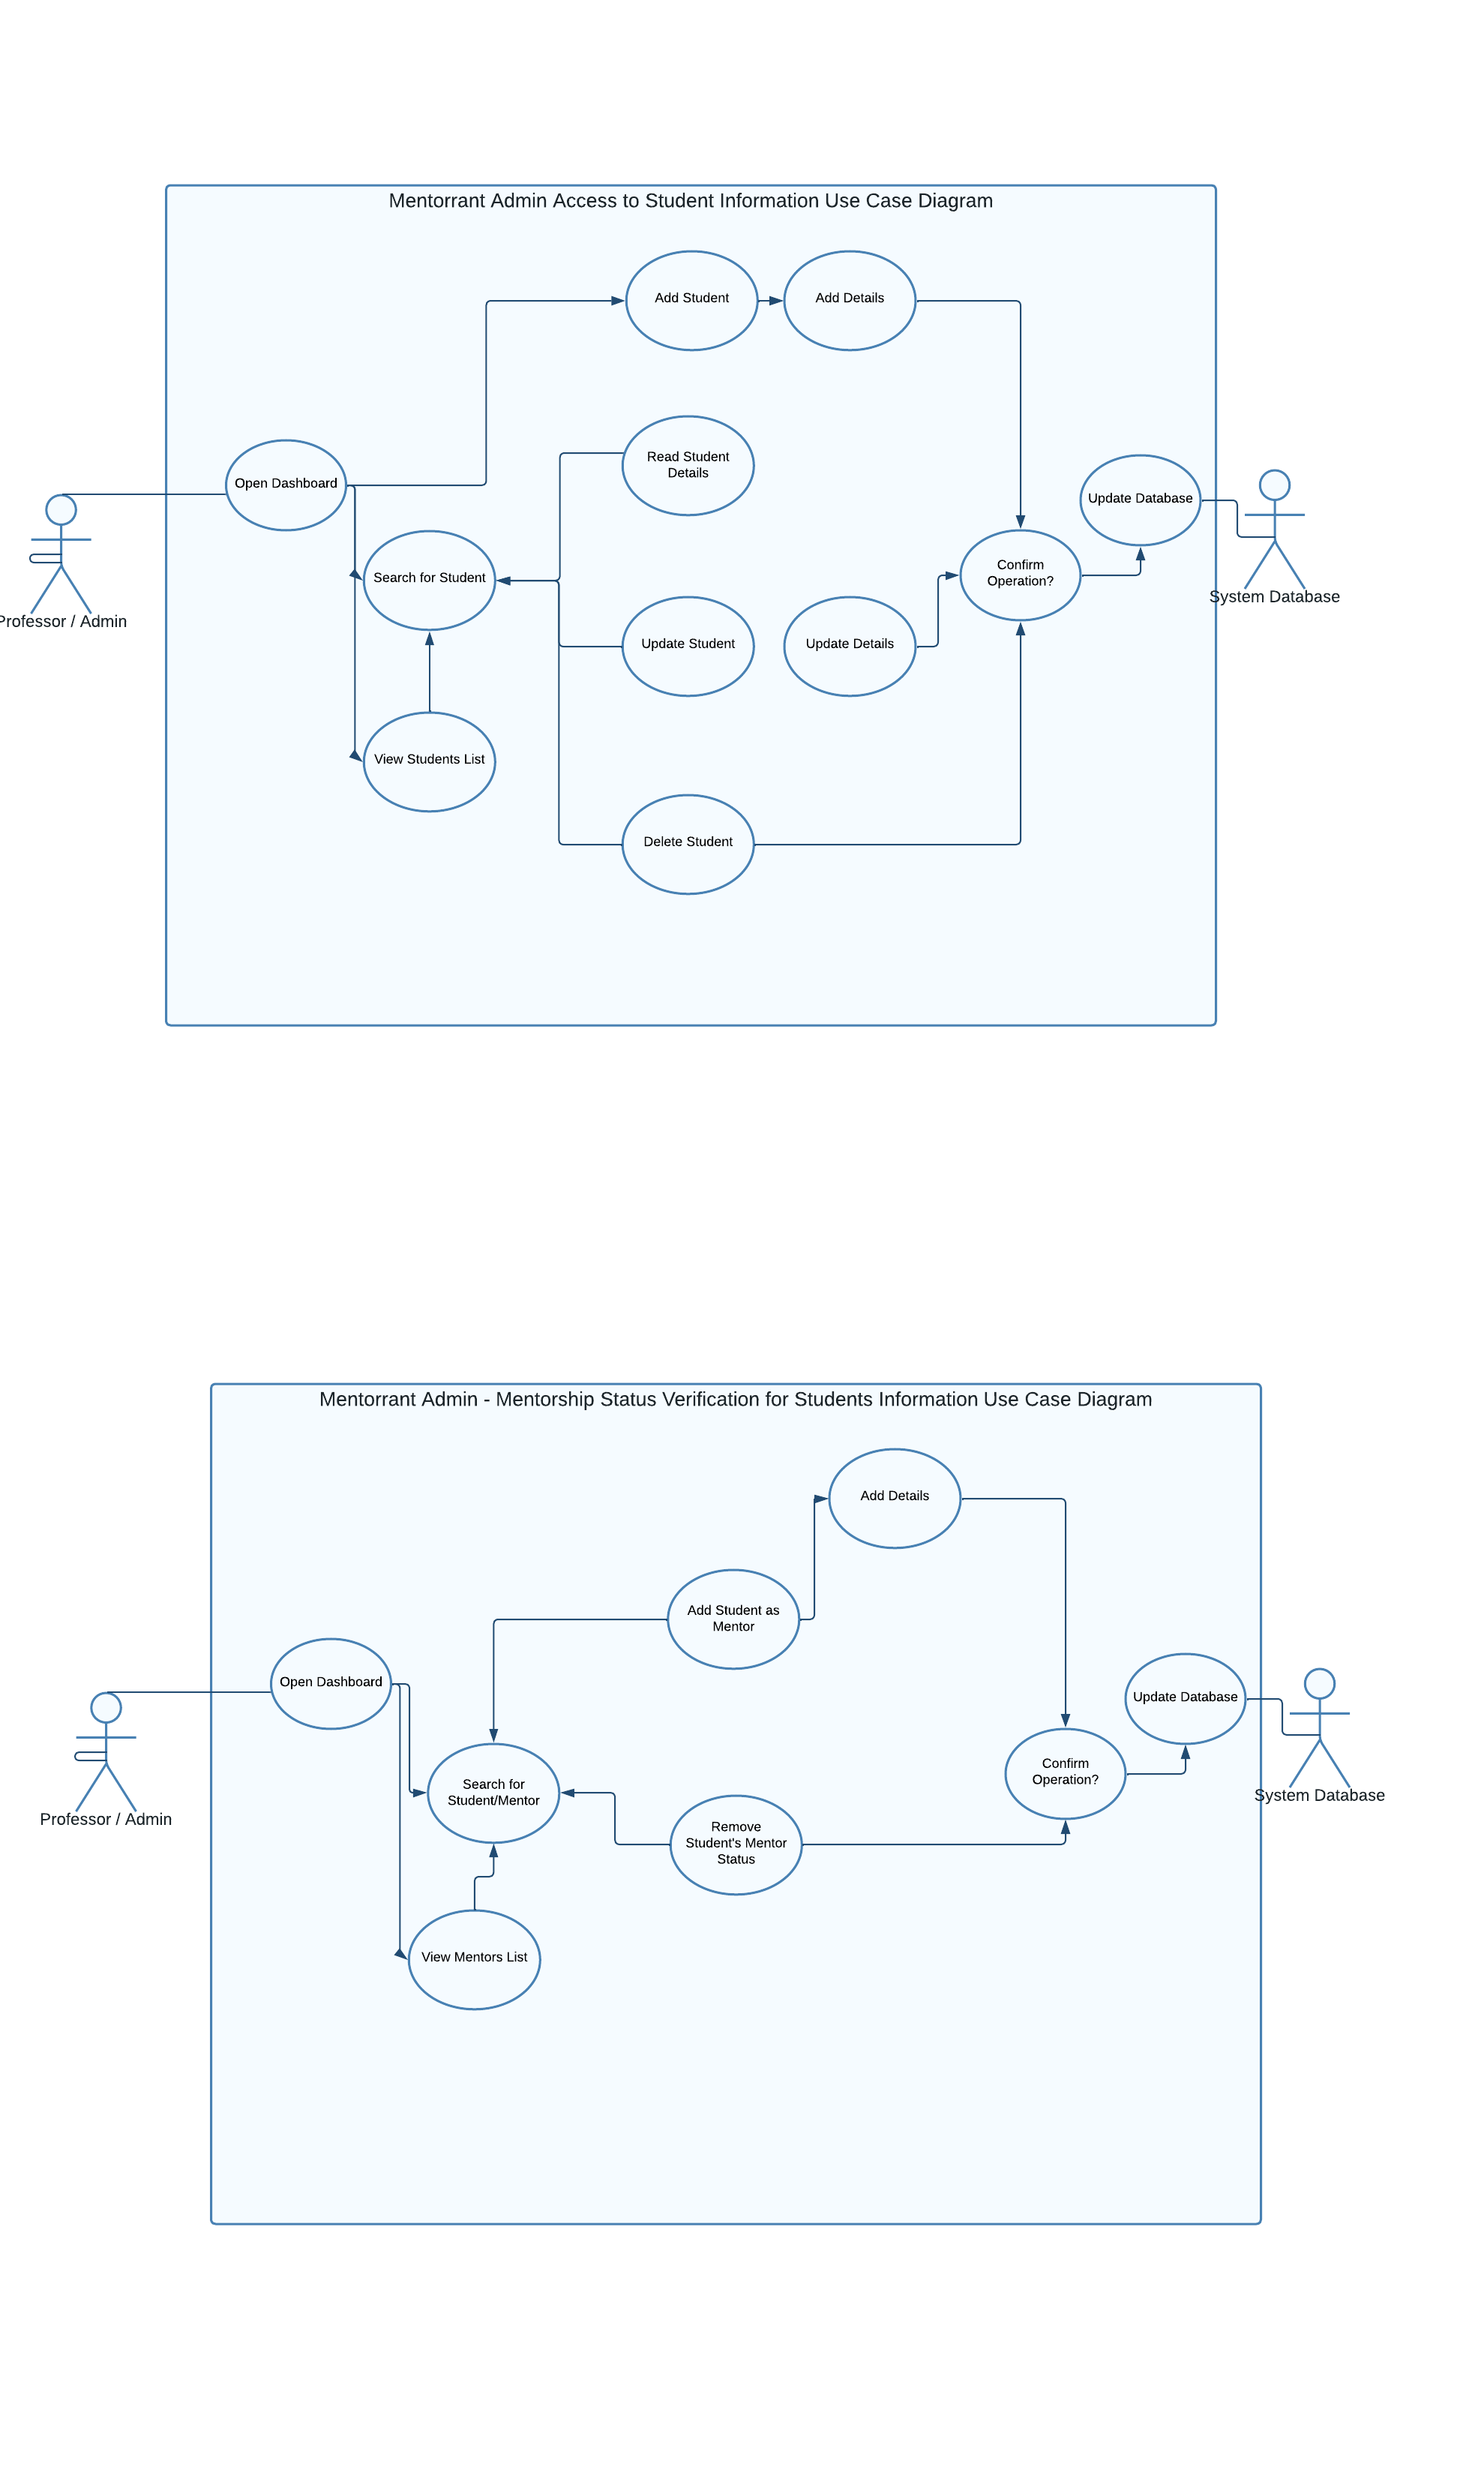 Mentorrant Admin Access to Student Information Use Case Diagram
Add Student
Add Details
Read Student
Details
Open Dashboard
Update Database
Search for Student
Confirm
Operation?
System Database
Professor / Admin
Update Student
Update Details
View Students List
Delete Student
Mentorrant Admin - Mentorship Status Verification for Students Information Use Case Diagram
Add Details
Add Student as
Mentor
Open Dashboard
Update Database
Search for
Student/Mentor
Confirm
Operation?
System Database
Professor / Admin
Remove
Student's Mentor
Status
View Mentors List